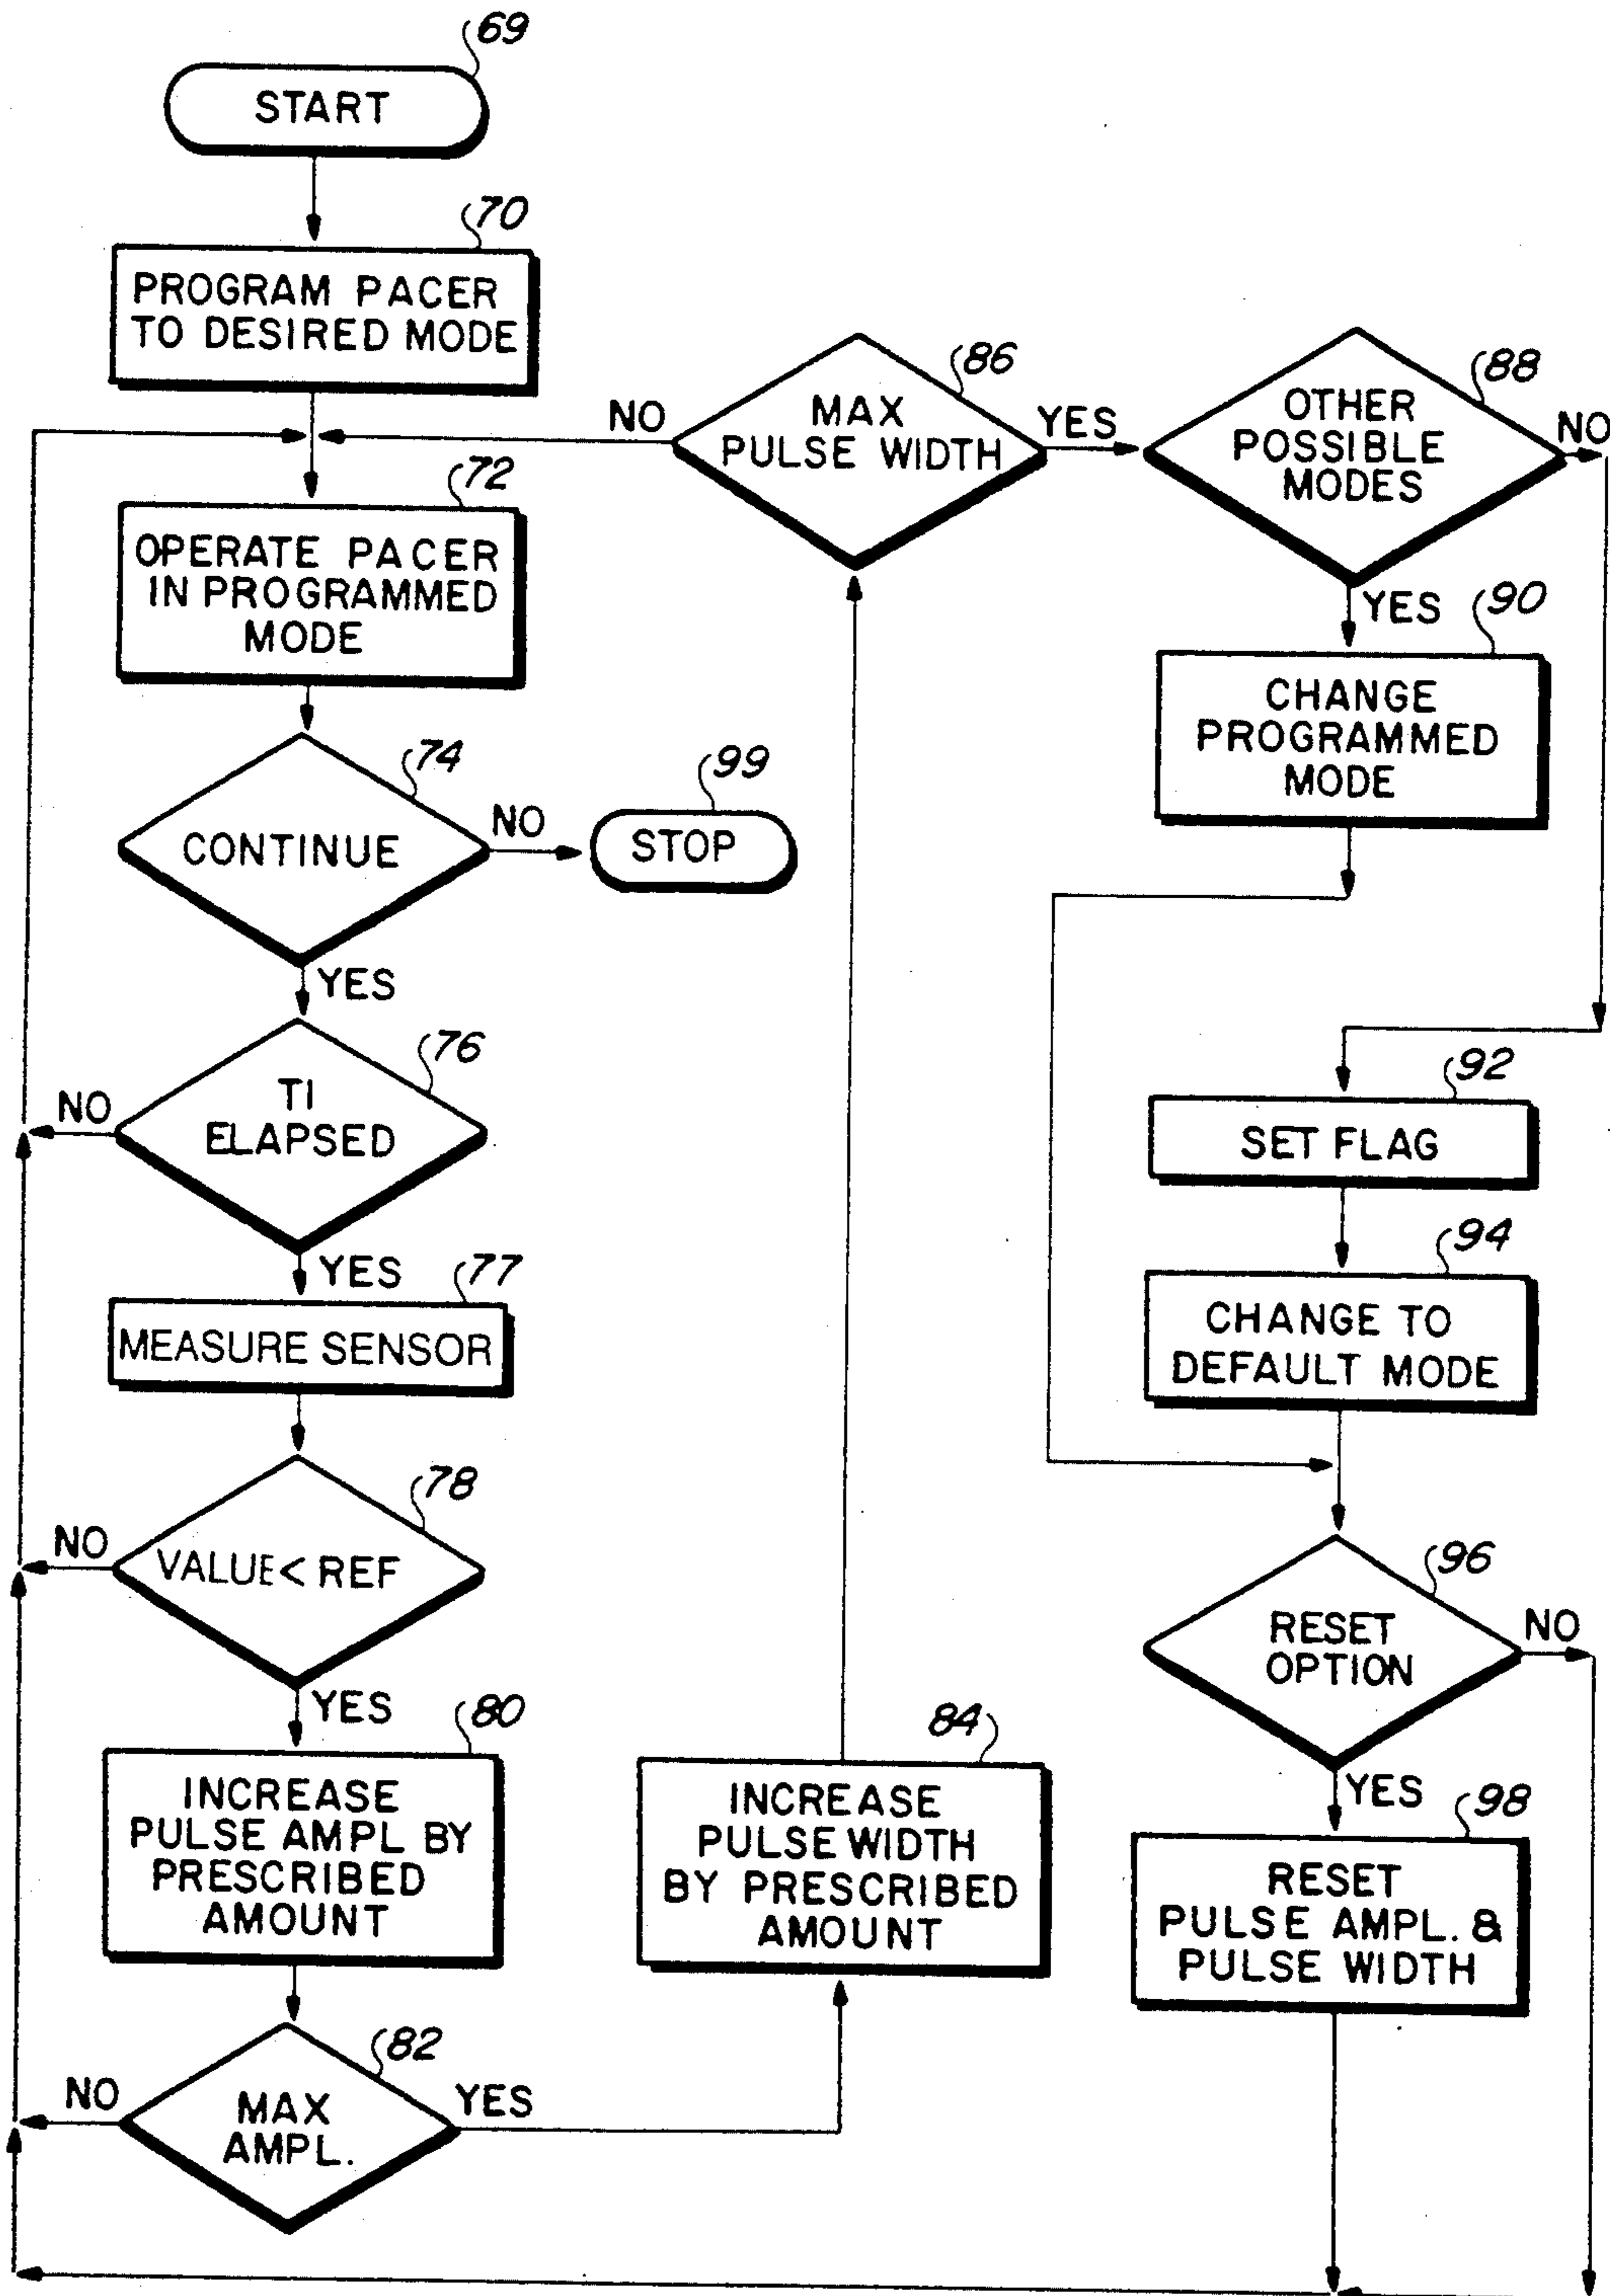 69
START
70
PROGRAM PACER
TO DESIRED MODE
72
OPERATE PACER
IN PROGRAMMED
MODE
74
CONTINUE
NO
99
STOP
YES
76
TI
ELAPSED
NO
YES
77
MEASURE SENSOR
78
VALUE < REF
NO
YES
80
INCREASE
PULSE AMPL BY
PRESCRIBED
AMOUNT
82
MAX
AMPL.
NO
YES
84
INCREASE
PULSE WIDTH
BY PRESCRIBED
AMOUNT
86
MAX
PULSE WIDTH
NO
YES
88
OTHER
POSSIBLE
MODES
NO
YES
90
CHANGE
PROGRAMMED
MODE
92
SET FLAG
94
CHANGE TO
DEFAULT MODE
96
RESET
OPTION
NO
YES
98
RESET
PULSE AMPL. &
PULSE WIDTH